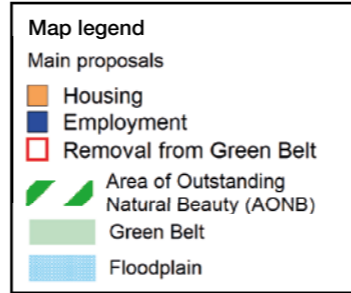 Map legend
Main proposals
Housing
Employment
Removal from Green Belt
Area of Outstanding
Natural Beauty (AONB)
Green Belt
Floodplain